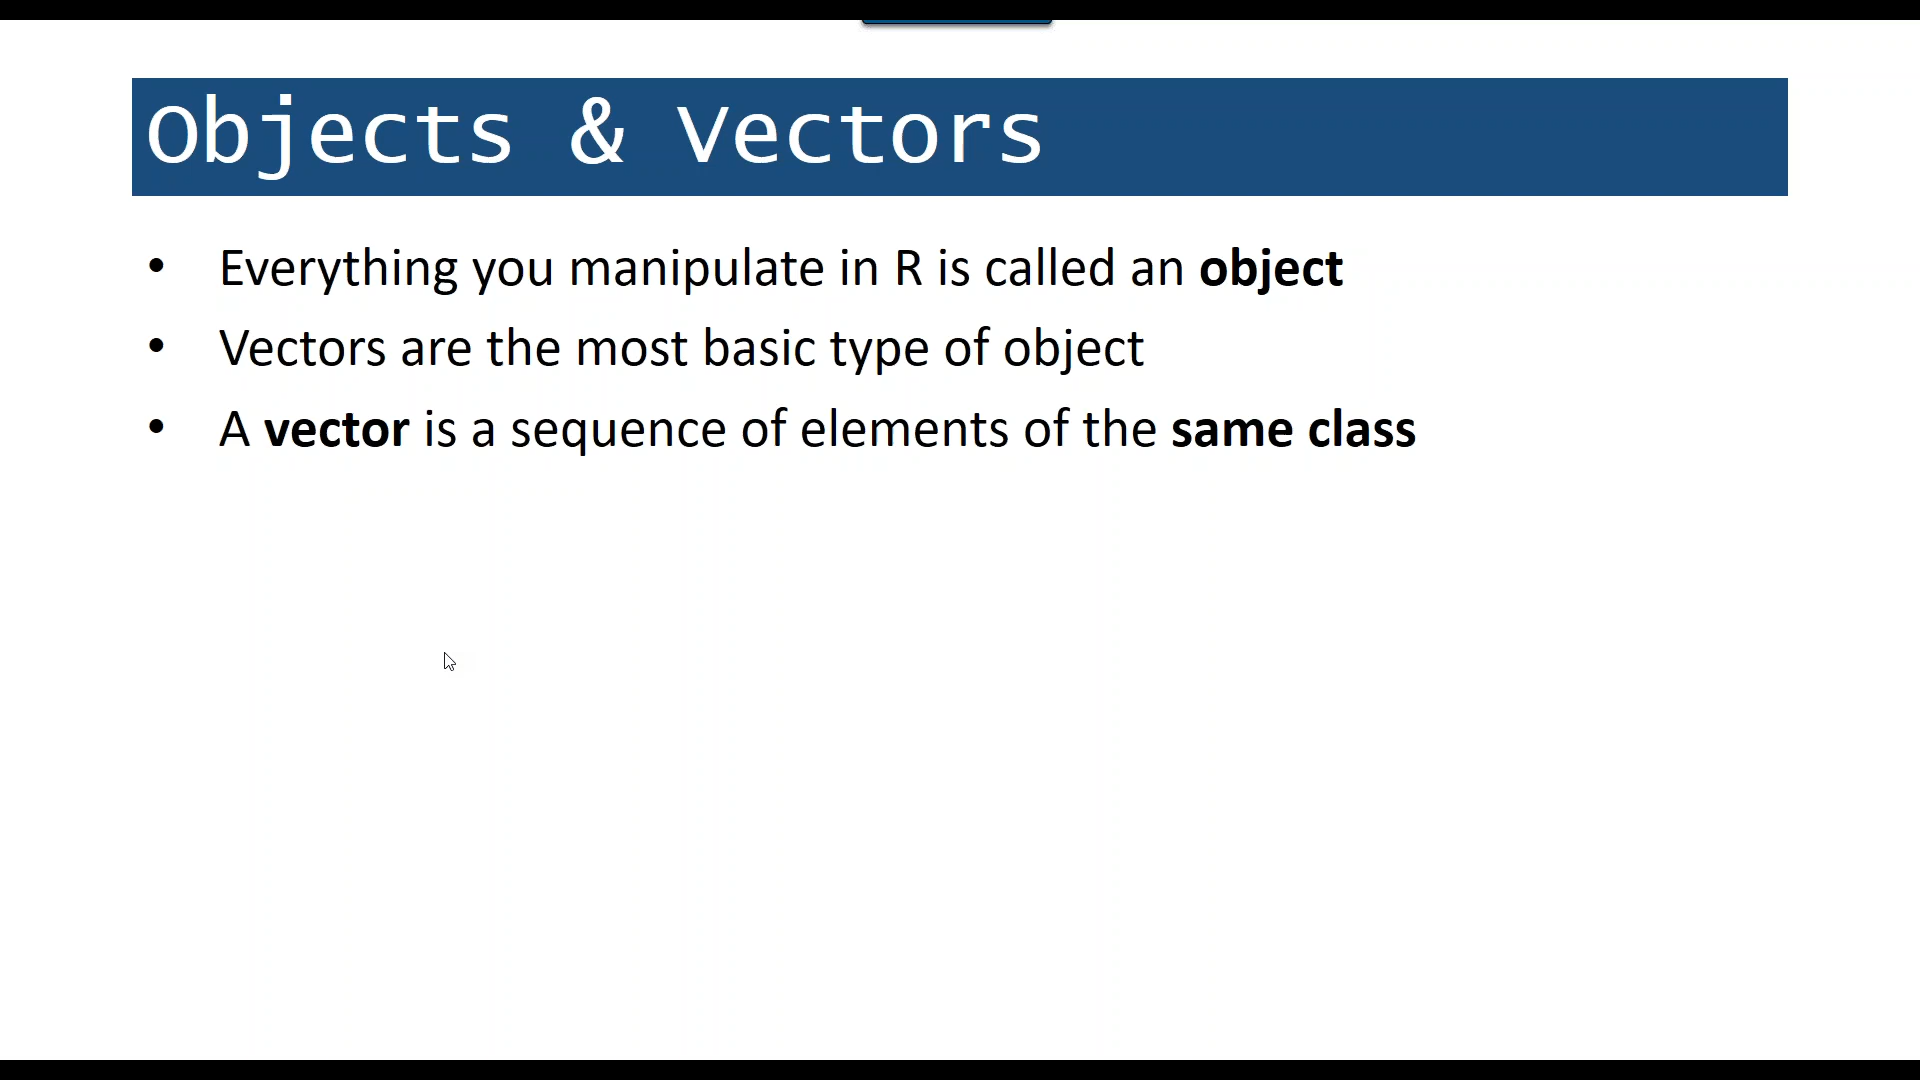 Objects & Vectors
• Everything you manipulate in R is called an object
• Vectors are the most basic type of object
• A vector is a sequence of elements of the same class